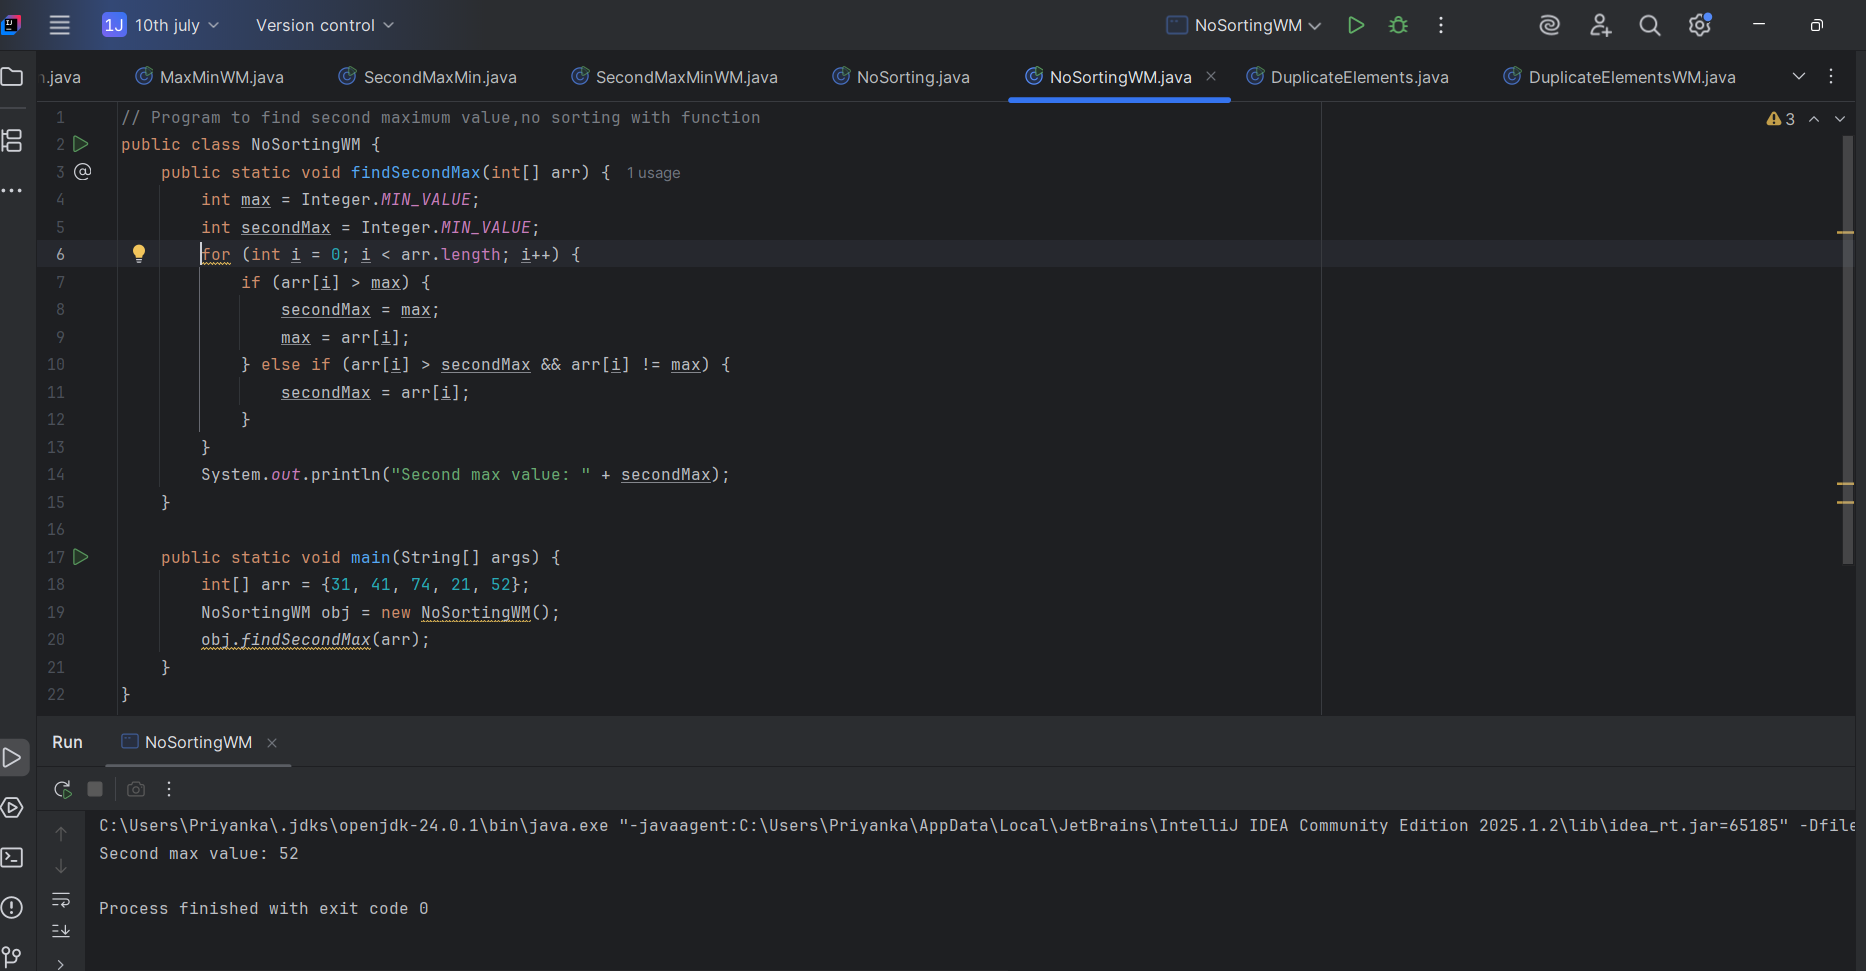 1J 10th july Version control NoSortingWM
n.java MaxMinWM.java SecondMaxMin.java SecondMaxMinWM.java NoSorting.java NoSortingWM.java DuplicateElements.java DuplicateElementsWM.java
1 // Program to find second maximum value,no sorting with function
3
2 public class NoSortingWM {
3 @ public static void findSecondMax(int[] arr) { 1 usage
4 int max = Integer.MIN_VALUE;
5 int secondMax = Integer.MIN_VALUE;
6 for (int i = 0; i < arr.length; i++) {
7 if (arr[i] > max) {
8 secondMax = max;
9 max = arr[i];
10 } else if (arr[i] > secondMax && arr[i] != max) {
11 secondMax = arr[i];
12 }
13 }
14 System.out.println("Second max value: " + secondMax);
15 }
16
17 public static void main(String[] args) {
18 int[] arr = {31, 41, 74, 21, 52};
19 NoSortingWM obj = new NoSortingWM();
20 obj.findSecondMax(arr);
21 }
22 }
Run NoSortingWM
C:\Users\Priyanka\.jdks\openjdk-24.0.1\bin\java.exe "-javaagent:C:\Users\Priyanka\AppData\Local\JetBrains\IntelliJ IDEA Community Edition 2025.1.2\lib\idea_rt.jar=65185" -Dfile
Second max value: 52
Process finished with exit code 0